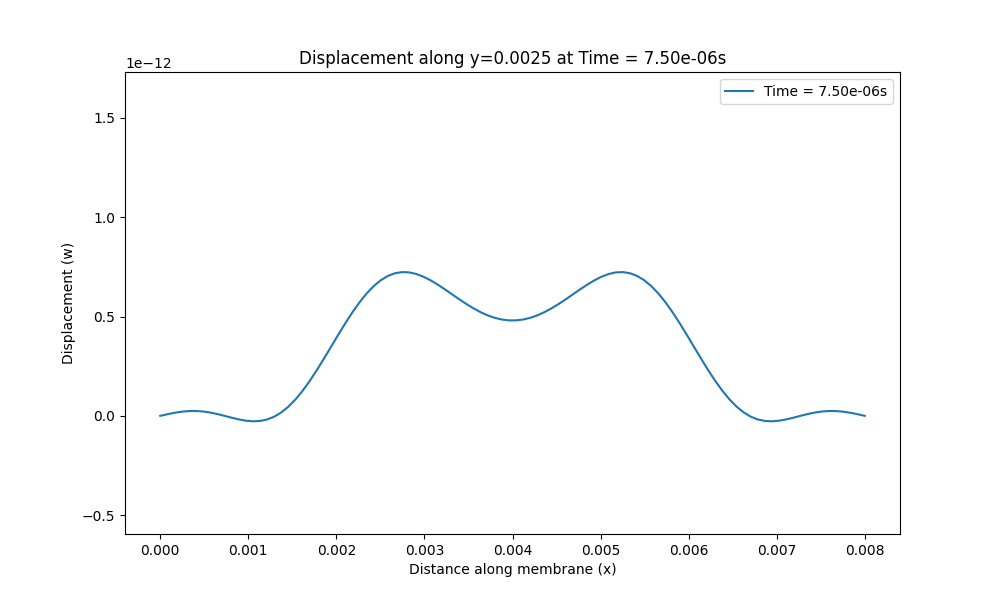 Displacement along y=0.0025 at Time = 7.50e-06s
1e−12
Time = 7.50e-06s
1.5
1.0
0.5
0.0
−0.5
Displacement (w)
0.000 0.001 0.002 0.003 0.004 0.005 0.006 0.007 0.008
Distance along membrane (x)